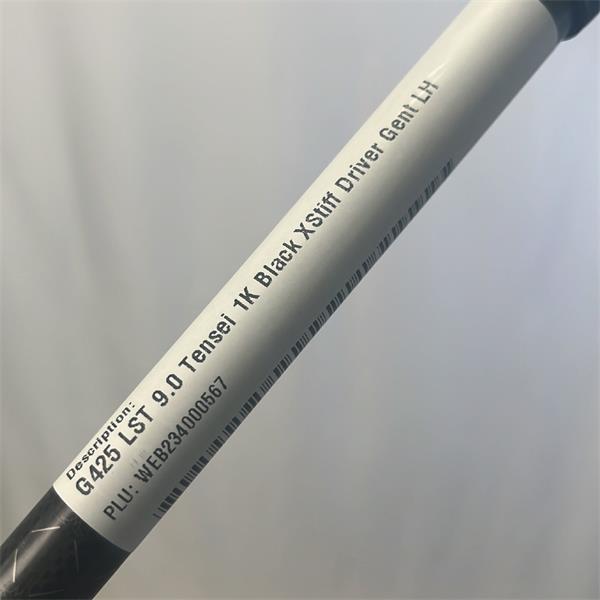 Description:
G425 LST 9.0 Tensei 1K Black XStiff Driver Gent LH
PLU: WEB234000567